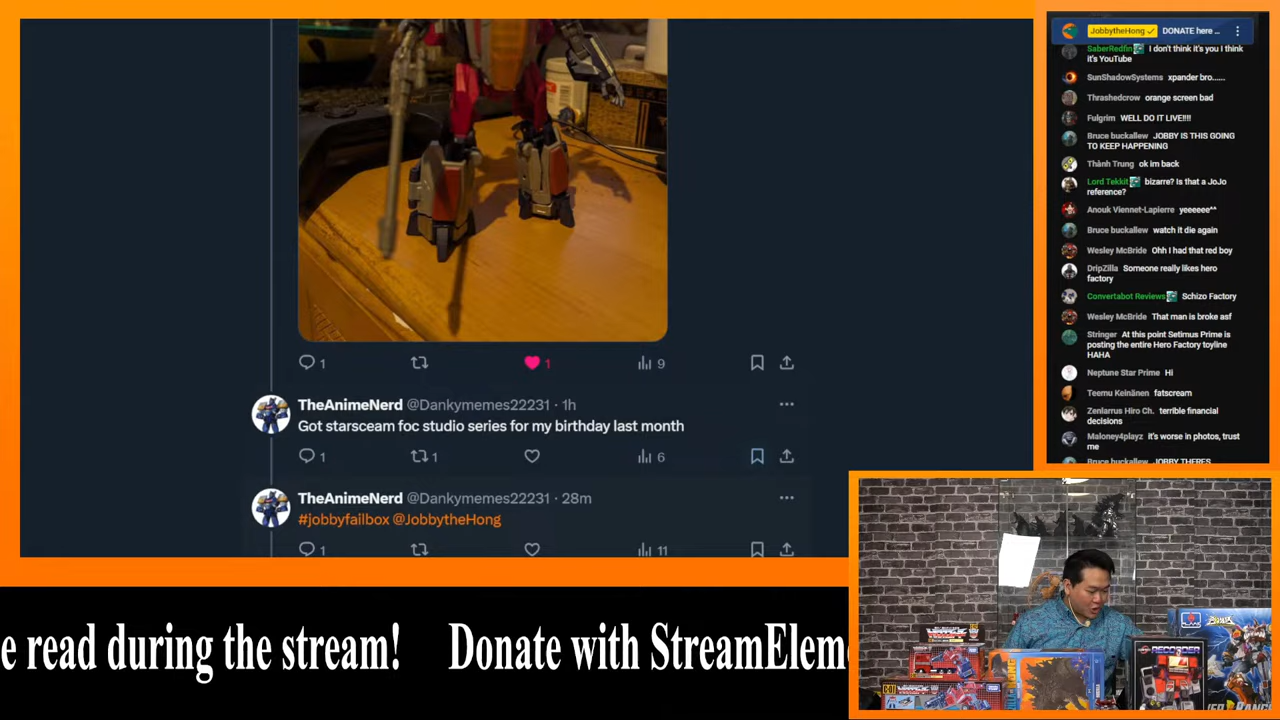 1
1
9
TheAnimeNerd @Dankymemes22231 · 1h
Got starsceam foc studio series for my birthday last month
1
1
6
TheAnimeNerd @Dankymemes22231 · 28m
#jobbyfailbox @JobbytheHong
1
11
e read during the stream! Donate with StreamEleme
JobbytheHong DONATE here ...
SaberRedfin I don't think it's you I think
it's YouTube
SunShadowSystems xpander bro......
Thrashedcrow orange screen bad
Fulgrim WELL DO IT LIVE!!!!
Bruce buckallew JOBBY IS THIS GOING
TO KEEP HAPPENING
Thành Trung ok im back
Lord Tekkit bizarre? Is that a JoJo
reference?
Anouk Viennet-Lapierre yeeeeee^^
Bruce buckallew watch it die again
Wesley McBride Ohh I had that red boy
DripZilla Someone really likes hero
factory
Convertabot Reviews Schizo Factory
Wesley McBride That man is broke asf
Stringer At this point Setimus Prime is
posting the entire Hero Factory toyline
HAHA
Neptune Star Prime Hi
Teemu Keinänen fatscream
Zenlarrus Hiro Ch. terrible financial
decisions
Maloney4playz it's worse in photos, trust
me
Bruce buckallew JOBBY THERES
RECORDER